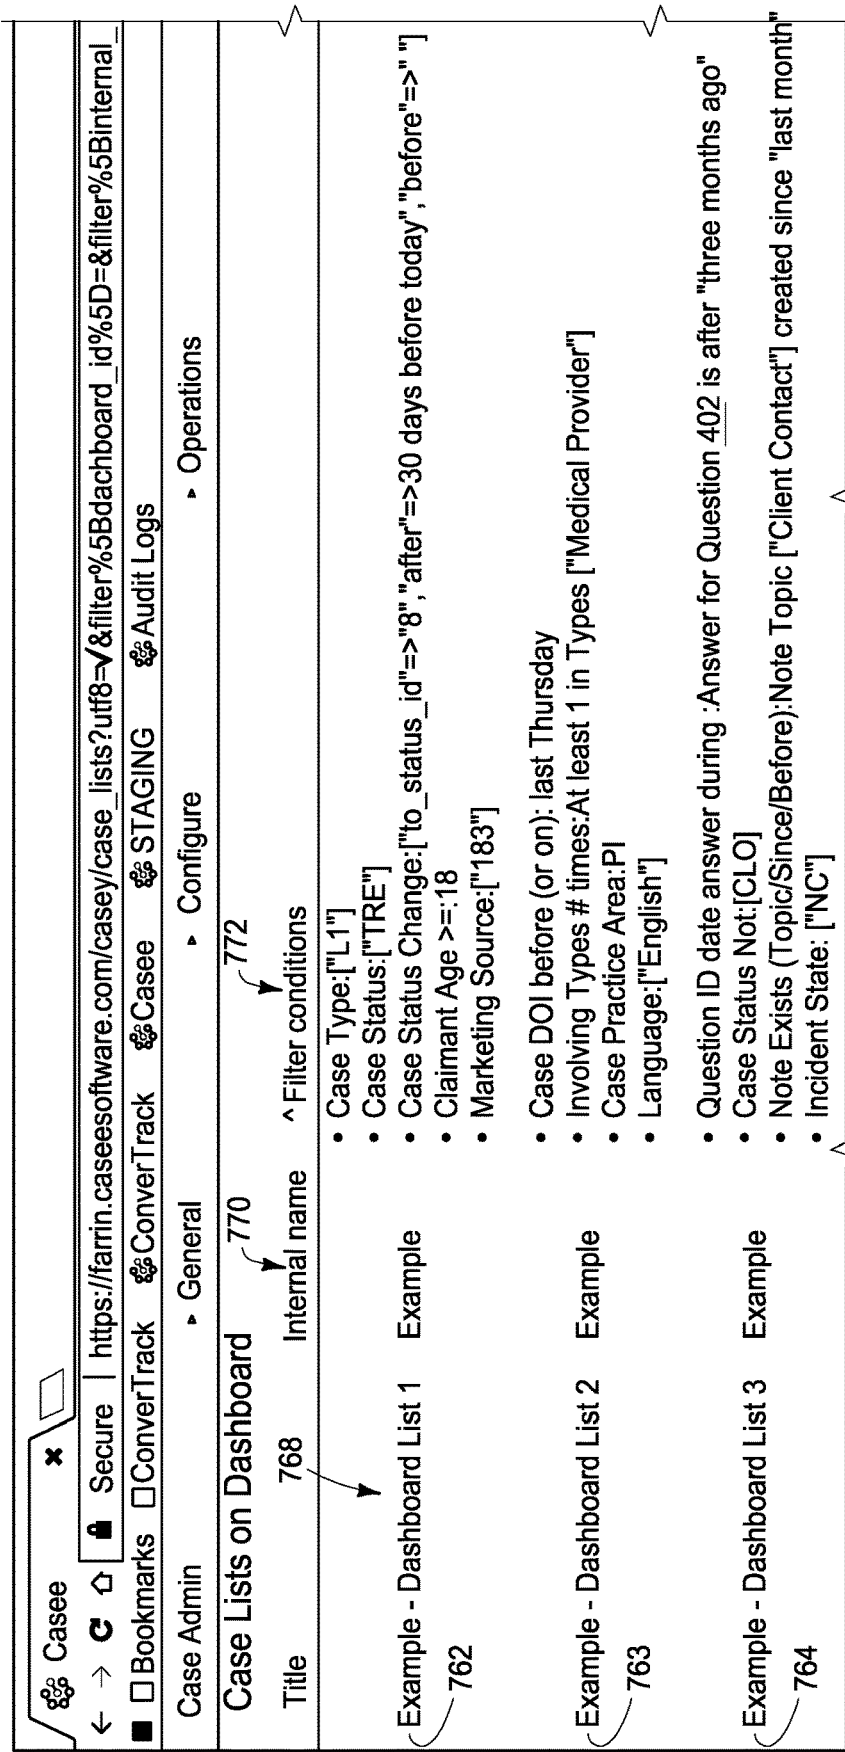 Casee ×
Secure | https://farrin.caseesoftware.com/casey/case_lists?utf8=✓&filter%5Bdachboard_id%5D=&filter%5Binternal_
Bookmarks ConverTrack ConverTrack Casee STAGING Audit Logs
Case Admin General Configure Operations
Case Lists on Dashboard 770 772
Title 768 Internal name ^ Filter conditions
• Case Type:["L1"]
• Case Status:["TRE"]
Example - Dashboard List 1 Example • Case Status Change:["to_status_id"=>"8","after"=>30 days before today","before"=>" "]
• Claimant Age >=:18
762 • Marketing Source:["183"]
• Case DOI before (or on): last Thursday
Example - Dashboard List 2 Example • Involving Types # times:At least 1 in Types ["Medical Provider"]
• Case Practice Area:PI
763 • Language:["English"]
• Question ID date answer during :Answer for Question 402 is after "three months ago"
Example - Dashboard List 3 Example • Case Status Not:[CLO]
• Note Exists (Topic/Since/Before):Note Topic ["Client Contact"] created since "last month"
764 • Incident State: ["NC"]